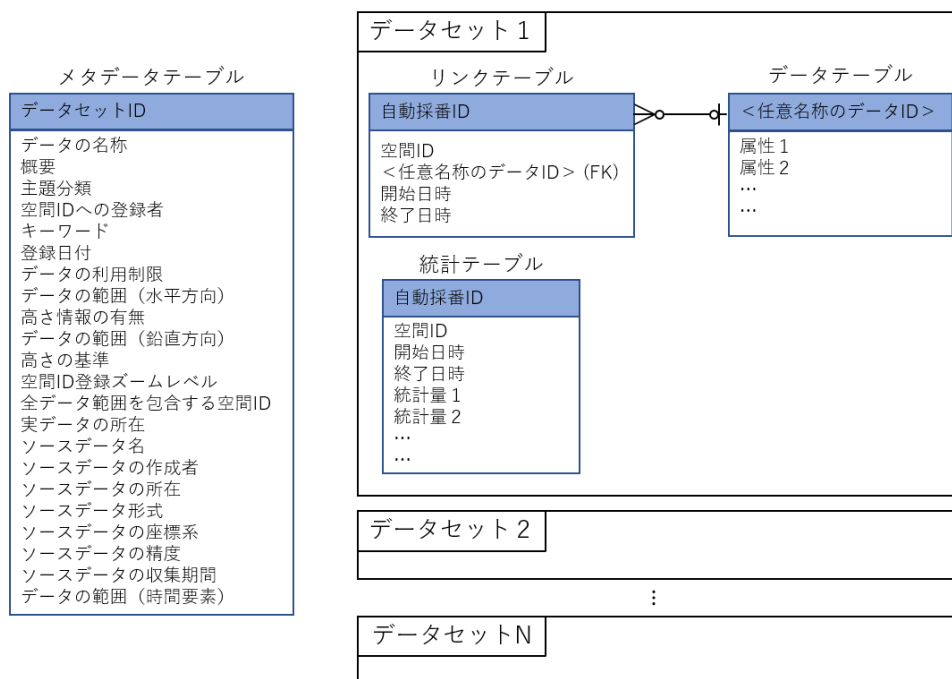 メタデータテーブル
データセットID
データの名称
概要
主題分類
空間IDへの登録者
キーワード
登録日付
データの利用制限
データの範囲（水平方向）
高さ情報の有無
データの範囲（鉛直方向）
高さの基準
空間ID登録ズームレベル
全データ範囲を包含する空間ID
実データの所在
ソースデータ名
ソースデータの作成者
ソースデータの所在
ソースデータ形式
ソースデータの座標系
ソースデータの精度
ソースデータの収集期間
データの範囲（時間要素）
データセット１
リンクテーブル
自動採番ID
空間ID
＜任意名称のデータID＞ (FK)
開始日時
終了日時
データテーブル
＜任意名称のデータID＞
属性１
属性２
…
…
統計テーブル
自動採番ID
空間ID
開始日時
終了日時
統計量１
統計量２
…
…
データセット２
⋮
データセットN